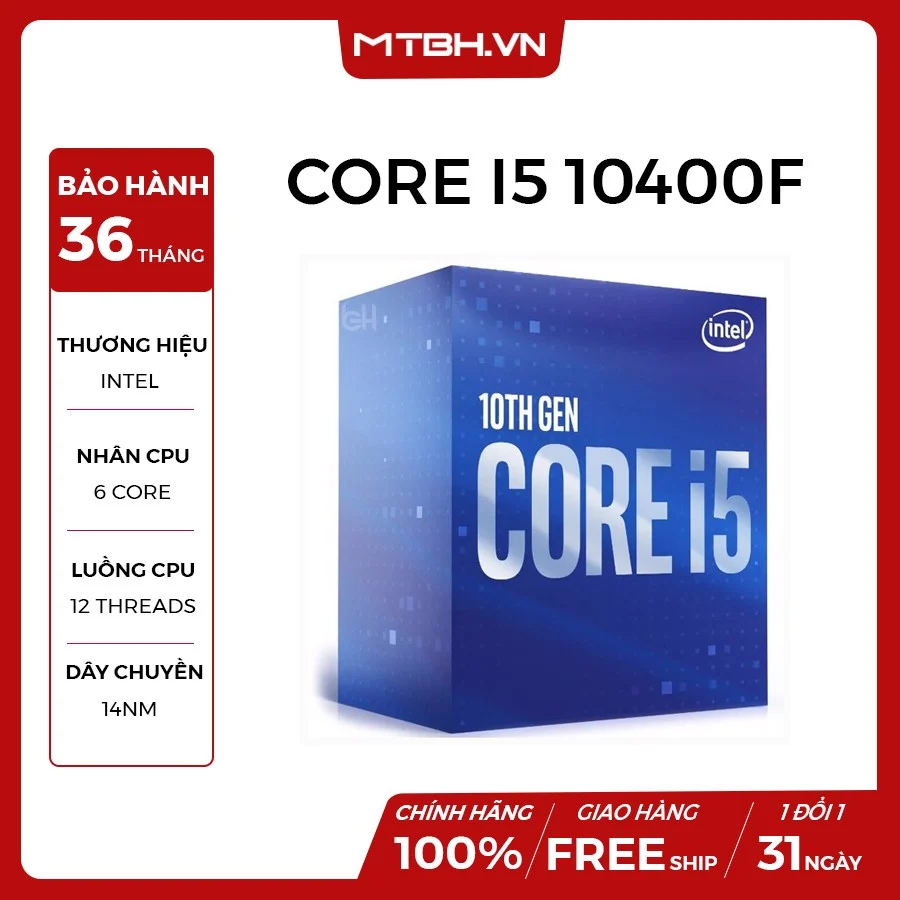 MTBH.VN
CORE I5 10400F
BẢO HÀNH
36 THÁNG
THƯƠNG HIỆU
INTEL
NHÂN CPU
6 CORE
LUỒNG CPU
12 THREADS
DÂY CHUYỀN
14NM
intel
10TH GEN
CORE i5
CHÍNH HÃNG
100%
GIAO HÀNG
FREE SHIP
1 ĐỔI 1
31 NGÀY